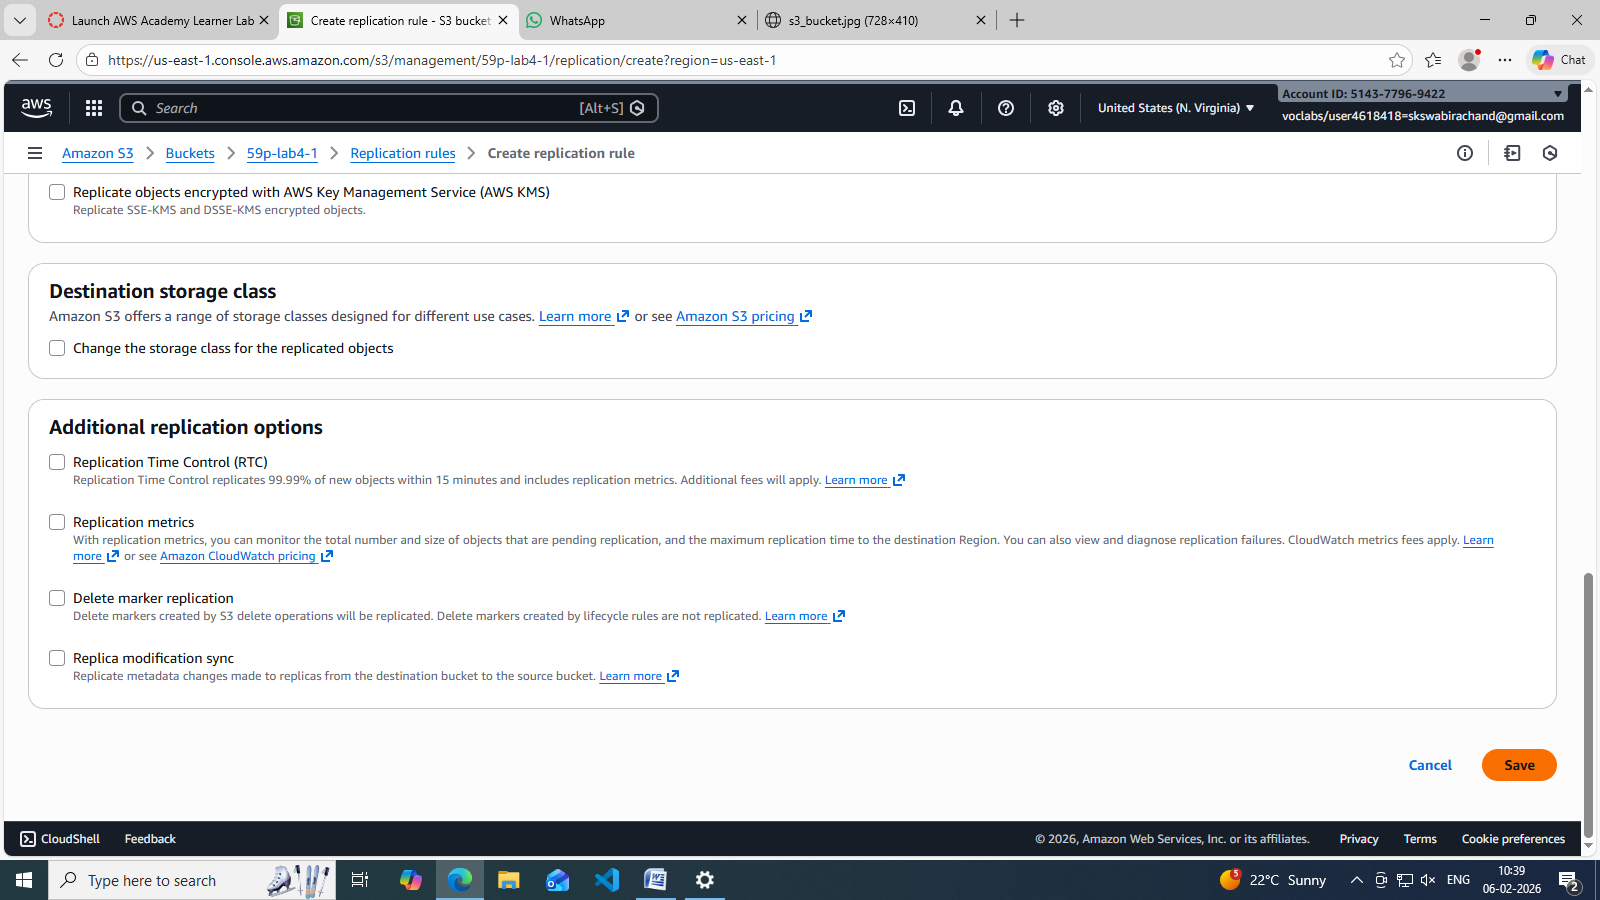 Launch AWS Academy Learner Lab
Create replication rule - S3 bucket
WhatsApp
s3_bucket.jpg (728×410)
https://us-east-1.console.aws.amazon.com/s3/management/59p-lab4-1/replication/create?region=us-east-1
Chat
aws
Search
[Alt+S]
United States (N. Virginia)
Account ID: 5143-7796-9422
voclabs/user4618418=skswabirachand@gmail.com
Amazon S3
Buckets
59p-lab4-1
Replication rules
Create replication rule
Replicate objects encrypted with AWS Key Management Service (AWS KMS)
Replicate SSE-KMS and DSSE-KMS encrypted objects.
Destination storage class
Amazon S3 offers a range of storage classes designed for different use cases. Learn more or see Amazon S3 pricing
Change the storage class for the replicated objects
Additional replication options
Replication Time Control (RTC)
Replication Time Control replicates 99.99% of new objects within 15 minutes and includes replication metrics. Additional fees will apply. Learn more
Replication metrics
With replication metrics, you can monitor the total number and size of objects that are pending replication, and the maximum replication time to the destination Region. You can also view and diagnose replication failures. CloudWatch metrics fees apply. Learn
more or see Amazon CloudWatch pricing
Delete marker replication
Delete markers created by S3 delete operations will be replicated. Delete markers created by lifecycle rules are not replicated. Learn more
Replica modification sync
Replicate metadata changes made to replicas from the destination bucket to the source bucket. Learn more
Cancel
Save
CloudShell
Feedback
© 2026, Amazon Web Services, Inc. or its affiliates.
Privacy
Terms
Cookie preferences
Type here to search
5
22°C Sunny
ENG
10:39
06-02-2026
2